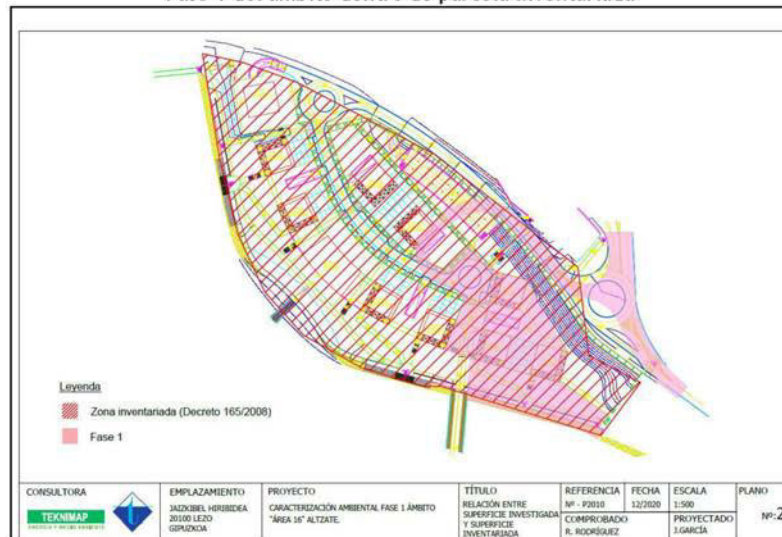 Leyenda
Zona inventariada (Decreto 165/2008)
Fase 1
CONSULTORA
TEKNIMAP
EMPLAZAMIENTO
JAIZKIBEL HIRIBIDEA
20100 LEZO
GIPUZKOA
PROYECTO
CARACTERIZACIÓN AMBIENTAL FASE 1 ÁMBITO
"ÁREA 16" ALTZATE.
TÍTULO
RELACIÓN ENTRE
SUPERFICIE INVESTIGADA
Y SUPERFICIE
INVENTARIADA
REFERENCIA
Nº - P2010
FECHA
12/2020
ESCALA
1:500
COMPROBADO
R. RODRÍGUEZ
PROYECTADO
J.GARCÍA
PLANO
Nº:2